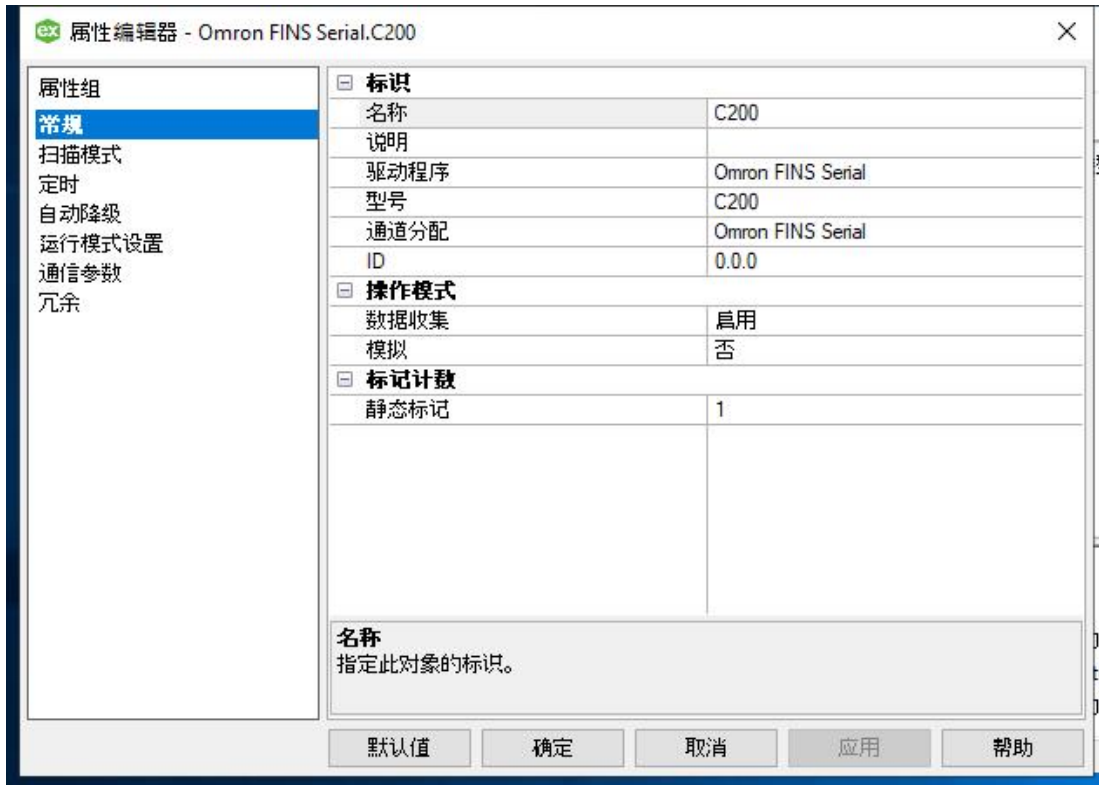 属性编辑器 - Omron FINS Serial.C200
属性组
常规
扫描模式
定时
自动降级
运行模式设置
通信参数
冗余
标识
名称 C200
说明
驱动程序 Omron FINS Serial
型号 C200
通道分配 Omron FINS Serial
ID 0.0.0
操作模式
数据收集 启用
模拟 否
标记计数
静态标记 1
名称
指定此对象的标识。
默认值 确定 取消 应用 帮助